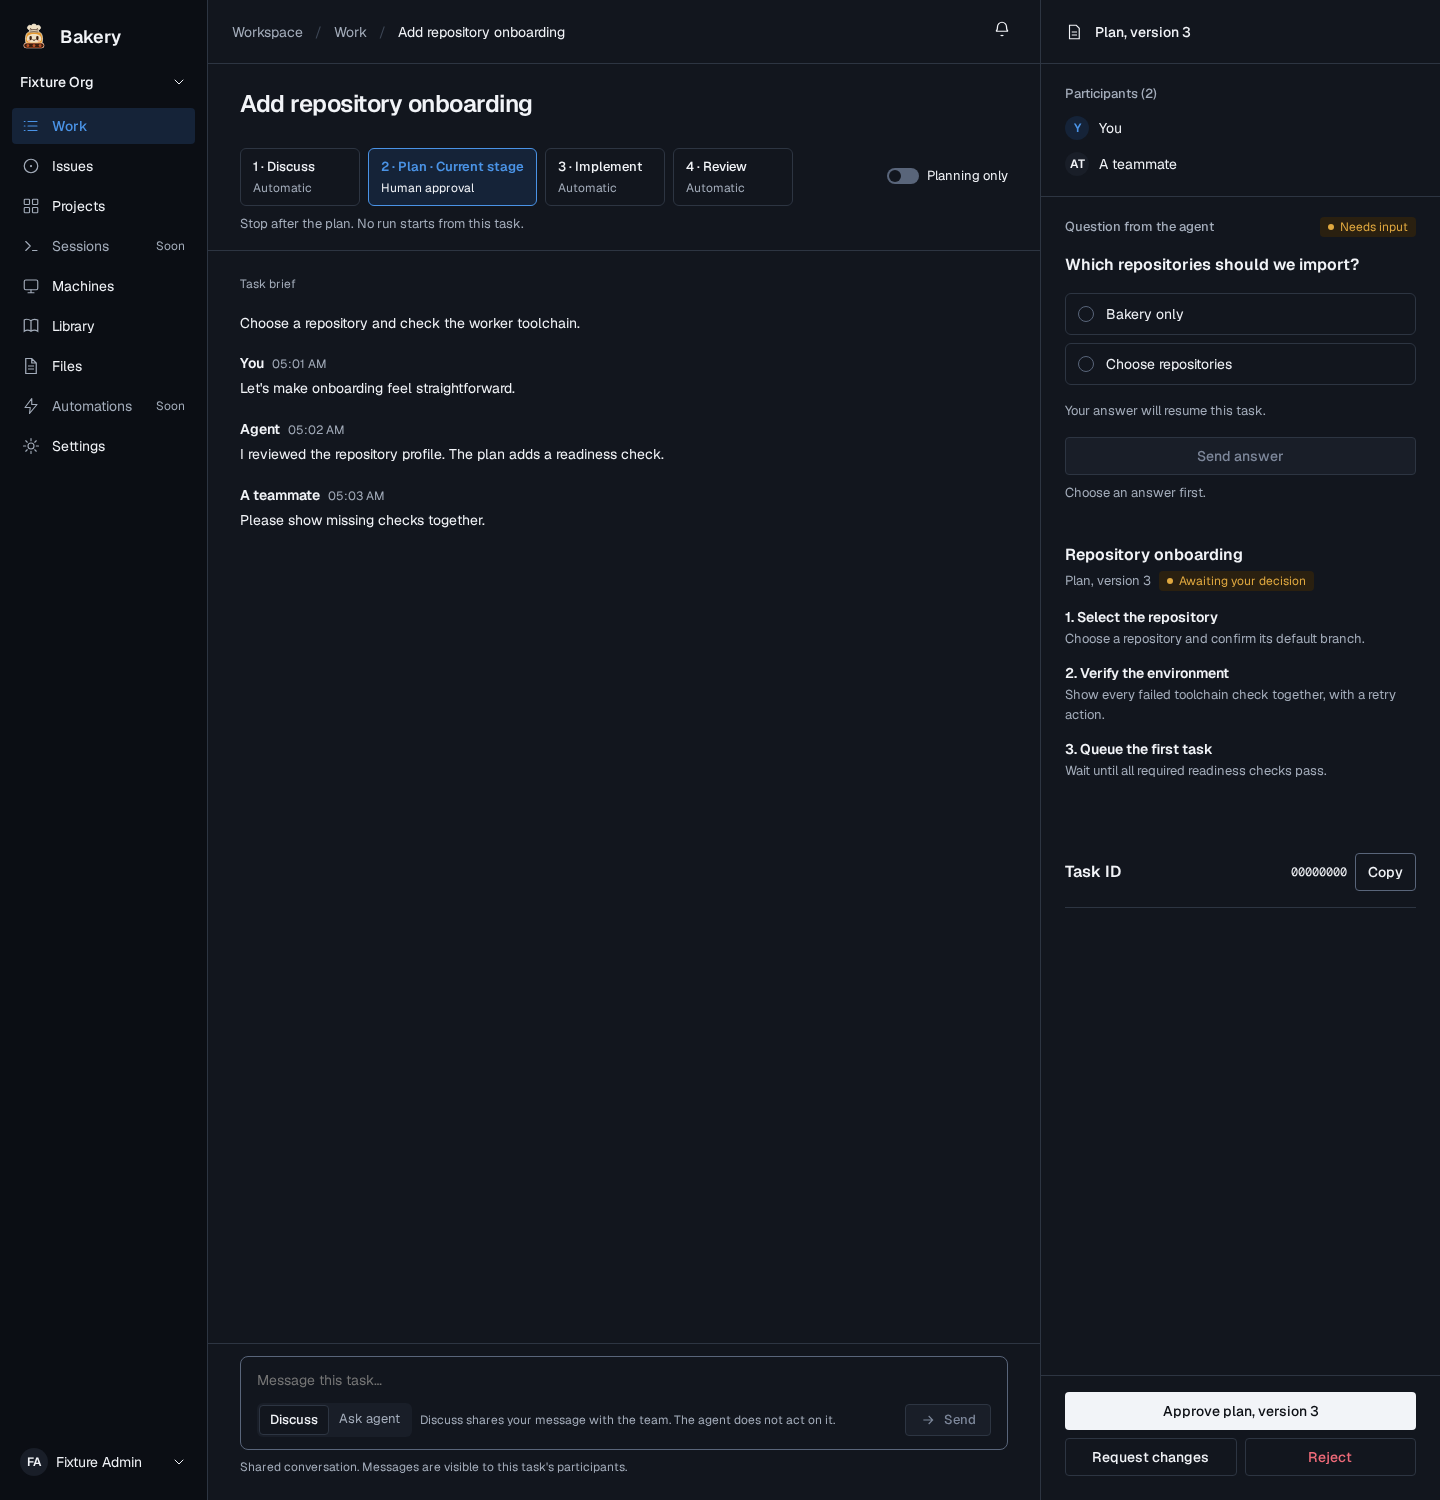 Bakery
Fixture Org
Work
Issues
Projects
Sessions Soon
Machines
Library
Files
Automations Soon
Settings
FA Fixture Admin
Workspace / Work / Add repository onboarding
Add repository onboarding
1 · Discuss
Automatic
2 · Plan · Current stage
Human approval
3 · Implement
Automatic
4 · Review
Automatic
Planning only
Stop after the plan. No run starts from this task.
Task brief
Choose a repository and check the worker toolchain.
You 05:01 AM
Let's make onboarding feel straightforward.
Agent 05:02 AM
I reviewed the repository profile. The plan adds a readiness check.
A teammate 05:03 AM
Please show missing checks together.
Message this task...
Discuss Ask agent Discuss shares your message with the team. The agent does not act on it. Send
Shared conversation. Messages are visible to this task's participants.
Plan, version 3
Participants (2)
Y You
AT A teammate
Question from the agent Needs input
Which repositories should we import?
Bakery only
Choose repositories
Your answer will resume this task.
Send answer
Choose an answer first.
Repository onboarding
Plan, version 3 Awaiting your decision
1. Select the repository
Choose a repository and confirm its default branch.
2. Verify the environment
Show every failed toolchain check together, with a retry
action.
3. Queue the first task
Wait until all required readiness checks pass.
Task ID 00000000 Copy
Approve plan, version 3
Request changes Reject